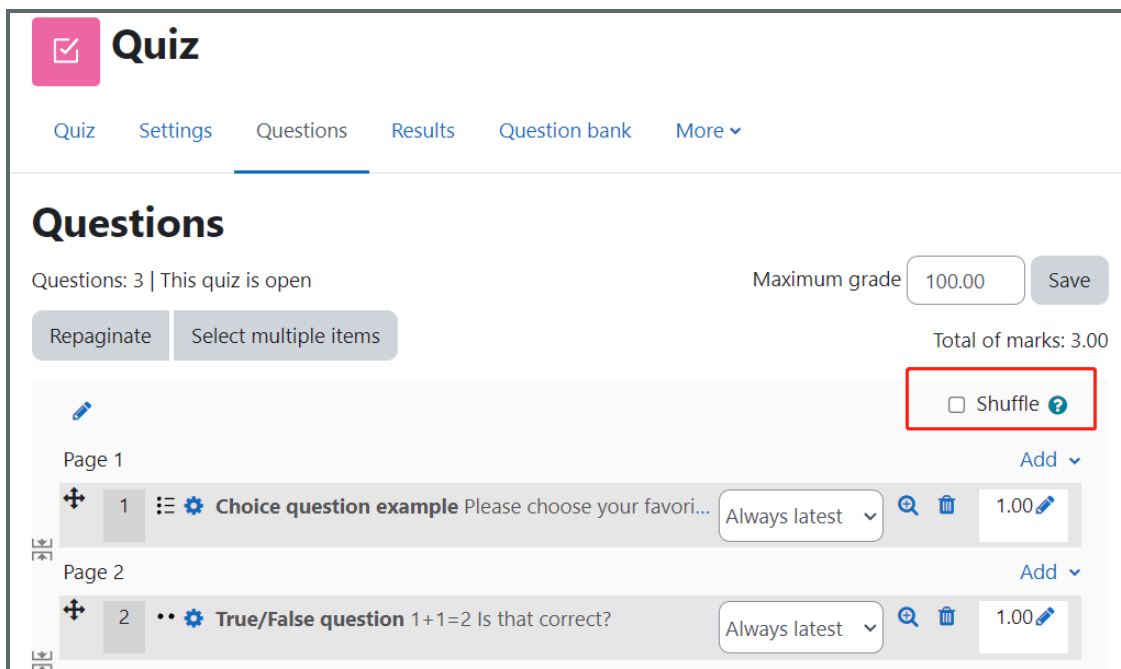 Quiz
Quiz Settings Questions Results Question bank More
Questions
Questions: 3 | This quiz is open Maximum grade 100.00 Save
Repaginate Select multiple items Total of marks: 3.00
Shuffle ?
Page 1 Add
1 Choice question example Please choose your favori... Always latest 1.00
Page 2 Add
2 True/False question 1+1=2 Is that correct? Always latest 1.00